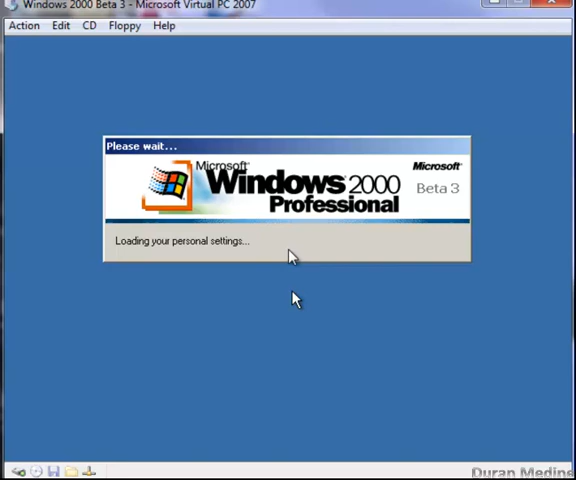 Windows 2000 Beta 3 - Microsoft Virtual PC 2007
Action Edit CD Floppy Help
Please wait...
Microsoft
Windows 2000
Professional
Microsoft
Beta 3
Loading your personal settings...
Duran Medins